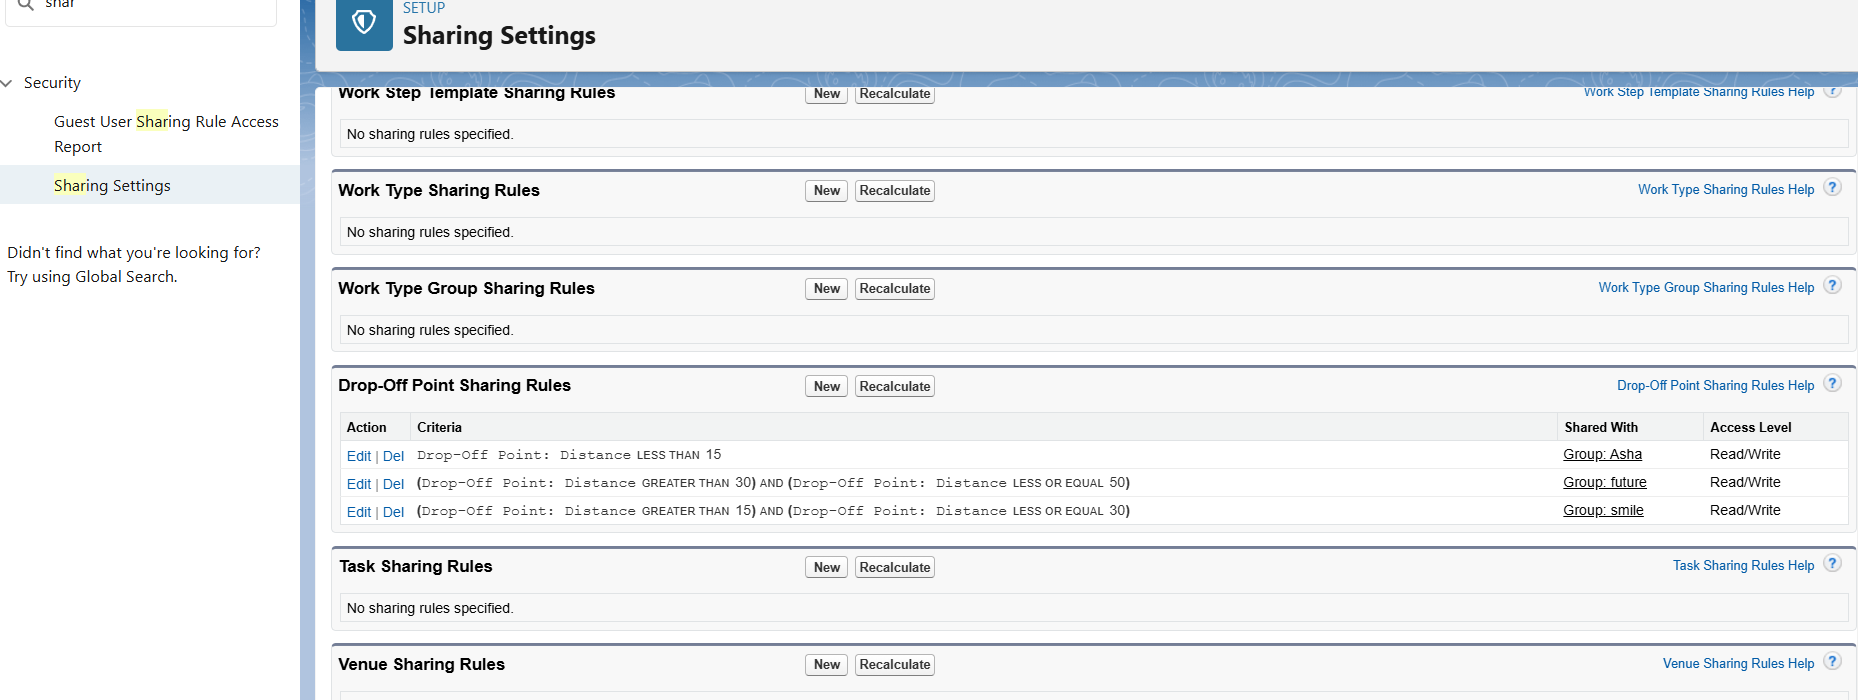 shar
Security
Guest User Sharing Rule Access
Report
Sharing Settings
Didn't find what you're looking for?
Try using Global Search.
SETUP
Sharing Settings
Work Step Template Sharing Rules New Recalculate Work Step Template Sharing Rules Help ?
No sharing rules specified.
Work Type Sharing Rules New Recalculate Work Type Sharing Rules Help ?
No sharing rules specified.
Work Type Group Sharing Rules New Recalculate Work Type Group Sharing Rules Help ?
No sharing rules specified.
Drop-Off Point Sharing Rules New Recalculate Drop-Off Point Sharing Rules Help ?
Action Criteria Shared With Access Level
Edit | Del Drop-Off Point: Distance LESS THAN 15 Group: Asha Read/Write
Edit | Del (Drop-Off Point: Distance GREATER THAN 30) AND (Drop-Off Point: Distance LESS OR EQUAL 50) Group: future Read/Write
Edit | Del (Drop-Off Point: Distance GREATER THAN 15) AND (Drop-Off Point: Distance LESS OR EQUAL 30) Group: smile Read/Write
Task Sharing Rules New Recalculate Task Sharing Rules Help ?
No sharing rules specified.
Venue Sharing Rules New Recalculate Venue Sharing Rules Help ?